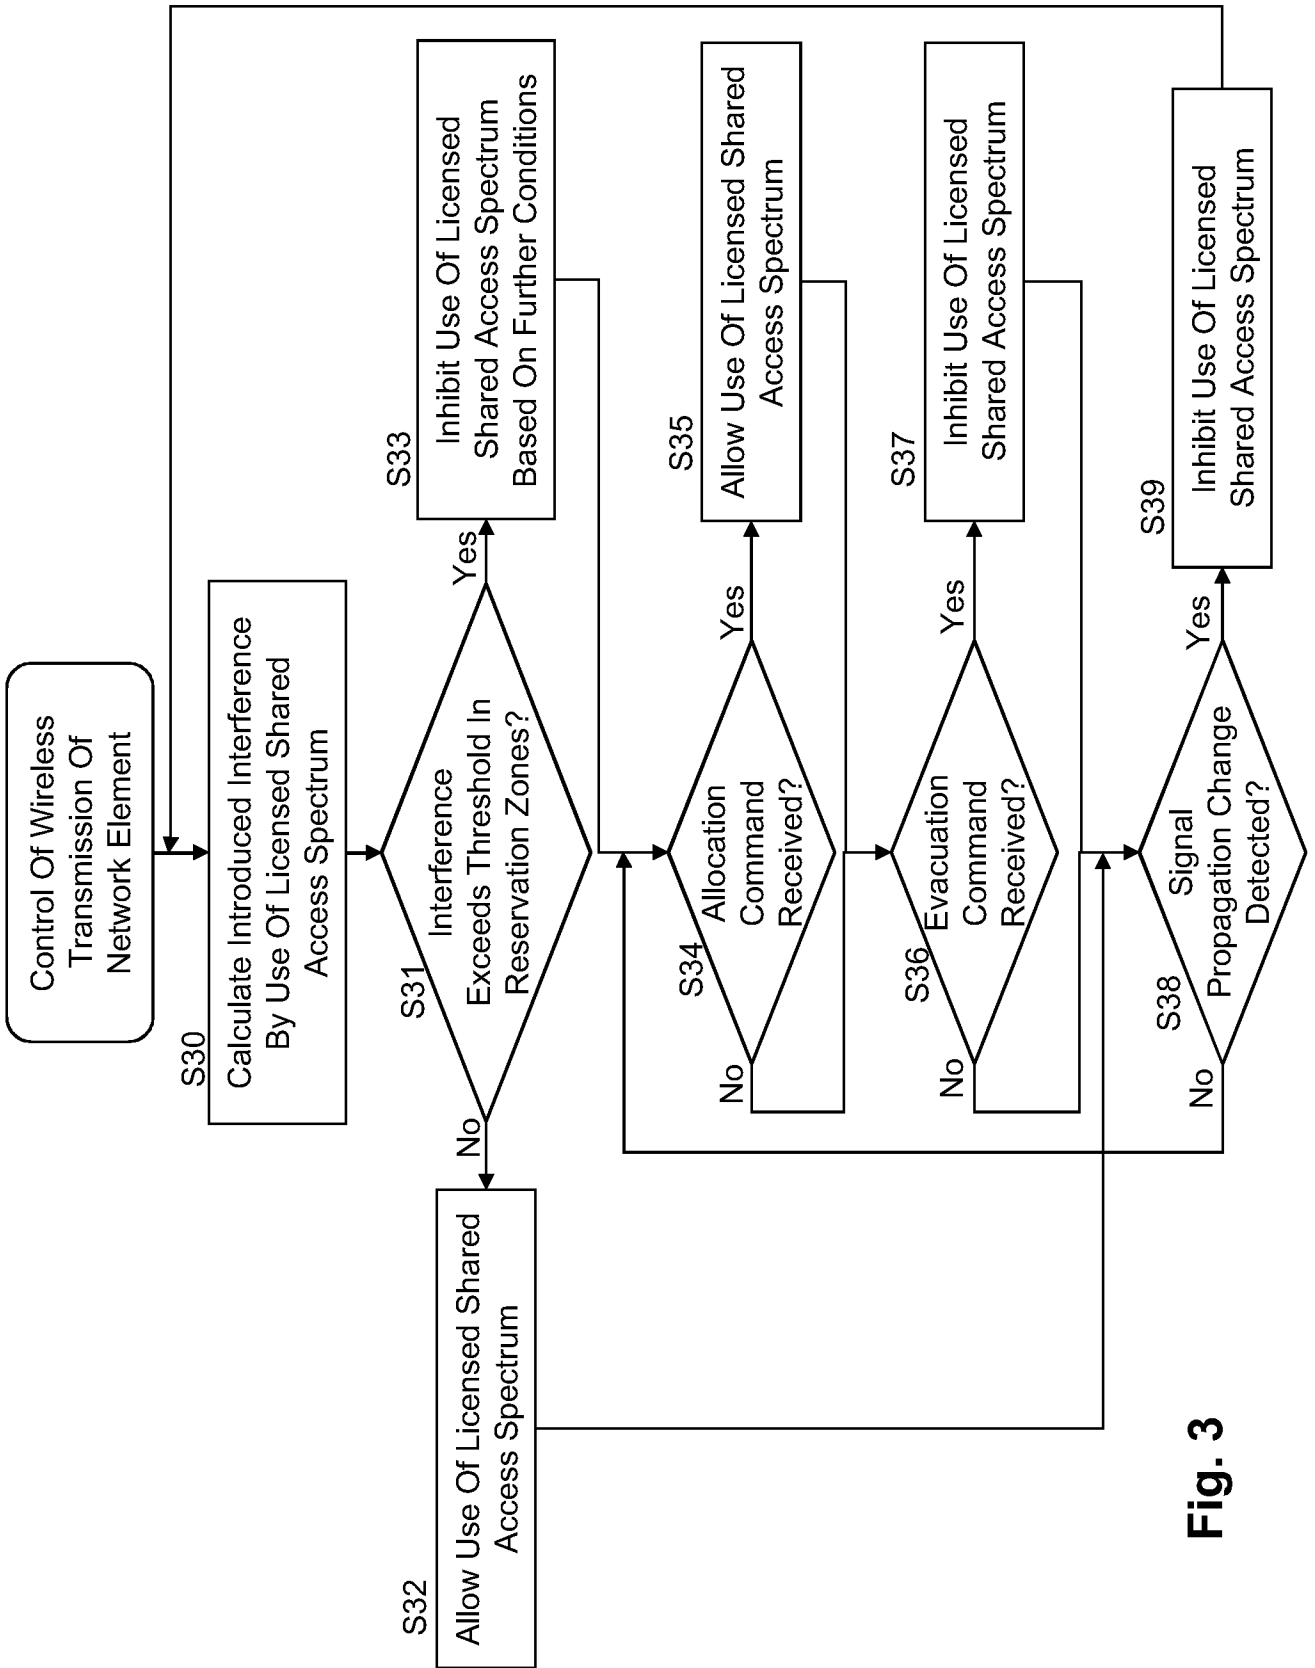 Control Of Wireless
Transmission Of
Network Element
S30
Calculate Introduced Interference
By Use Of Licensed Shared
Access Spectrum
S31
Interference
Exceeds Threshold In
Reservation Zones?
No
Yes
S32
Allow Use Of Licensed Shared
Access Spectrum
S33
Inhibit Use Of Licensed
Shared Access Spectrum
Based On Further Conditions
S34
Allocation
Command
Received?
No
Yes
S35
Allow Use Of Licensed Shared
Access Spectrum
S36
Evacuation
Command
Received?
No
Yes
S37
Inhibit Use Of Licensed
Shared Access Spectrum
S38
Signal
Propagation Change
Detected?
No
Yes
S39
Inhibit Use Of Licensed
Shared Access Spectrum
Fig. 3